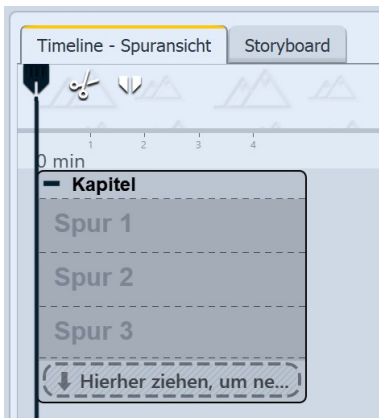 Timeline - Spuransicht Storyboard
1 2 3 4
0 min
Kapitel
Spur 1
Spur 2
Spur 3
Hierher ziehen, um ne...